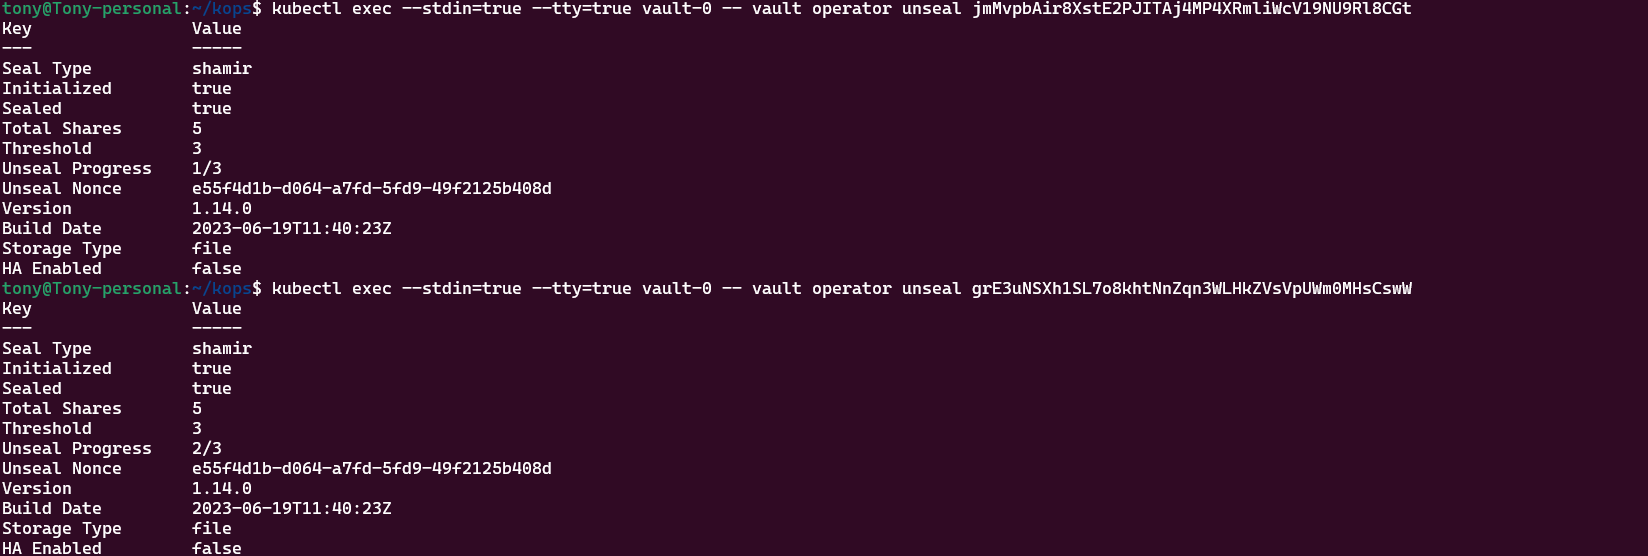 tony@Tony-personal:~/kops$ kubectl exec --stdin=true --tty=true vault-0 -- vault operator unseal jmMvpbAir8XstE2PJITAj4MP4XRmliWcV19NU9Rl8CGt
Key                Value
---                -----
Seal Type          shamir
Initialized        true
Sealed             true
Total Shares       5
Threshold          3
Unseal Progress    1/3
Unseal Nonce       e55f4d1b-d064-a7fd-5fd9-49f2125b408d
Version            1.14.0
Build Date         2023-06-19T11:40:23Z
Storage Type       file
HA Enabled         false
tony@Tony-personal:~/kops$ kubectl exec --stdin=true --tty=true vault-0 -- vault operator unseal grE3uNSXh1SL7o8khtNnZqn3WLHkZVsVpUWm0MHsCswW
Key                Value
---                -----
Seal Type          shamir
Initialized        true
Sealed             true
Total Shares       5
Threshold          3
Unseal Progress    2/3
Unseal Nonce       e55f4d1b-d064-a7fd-5fd9-49f2125b408d
Version            1.14.0
Build Date         2023-06-19T11:40:23Z
Storage Type       file
HA Enabled         false